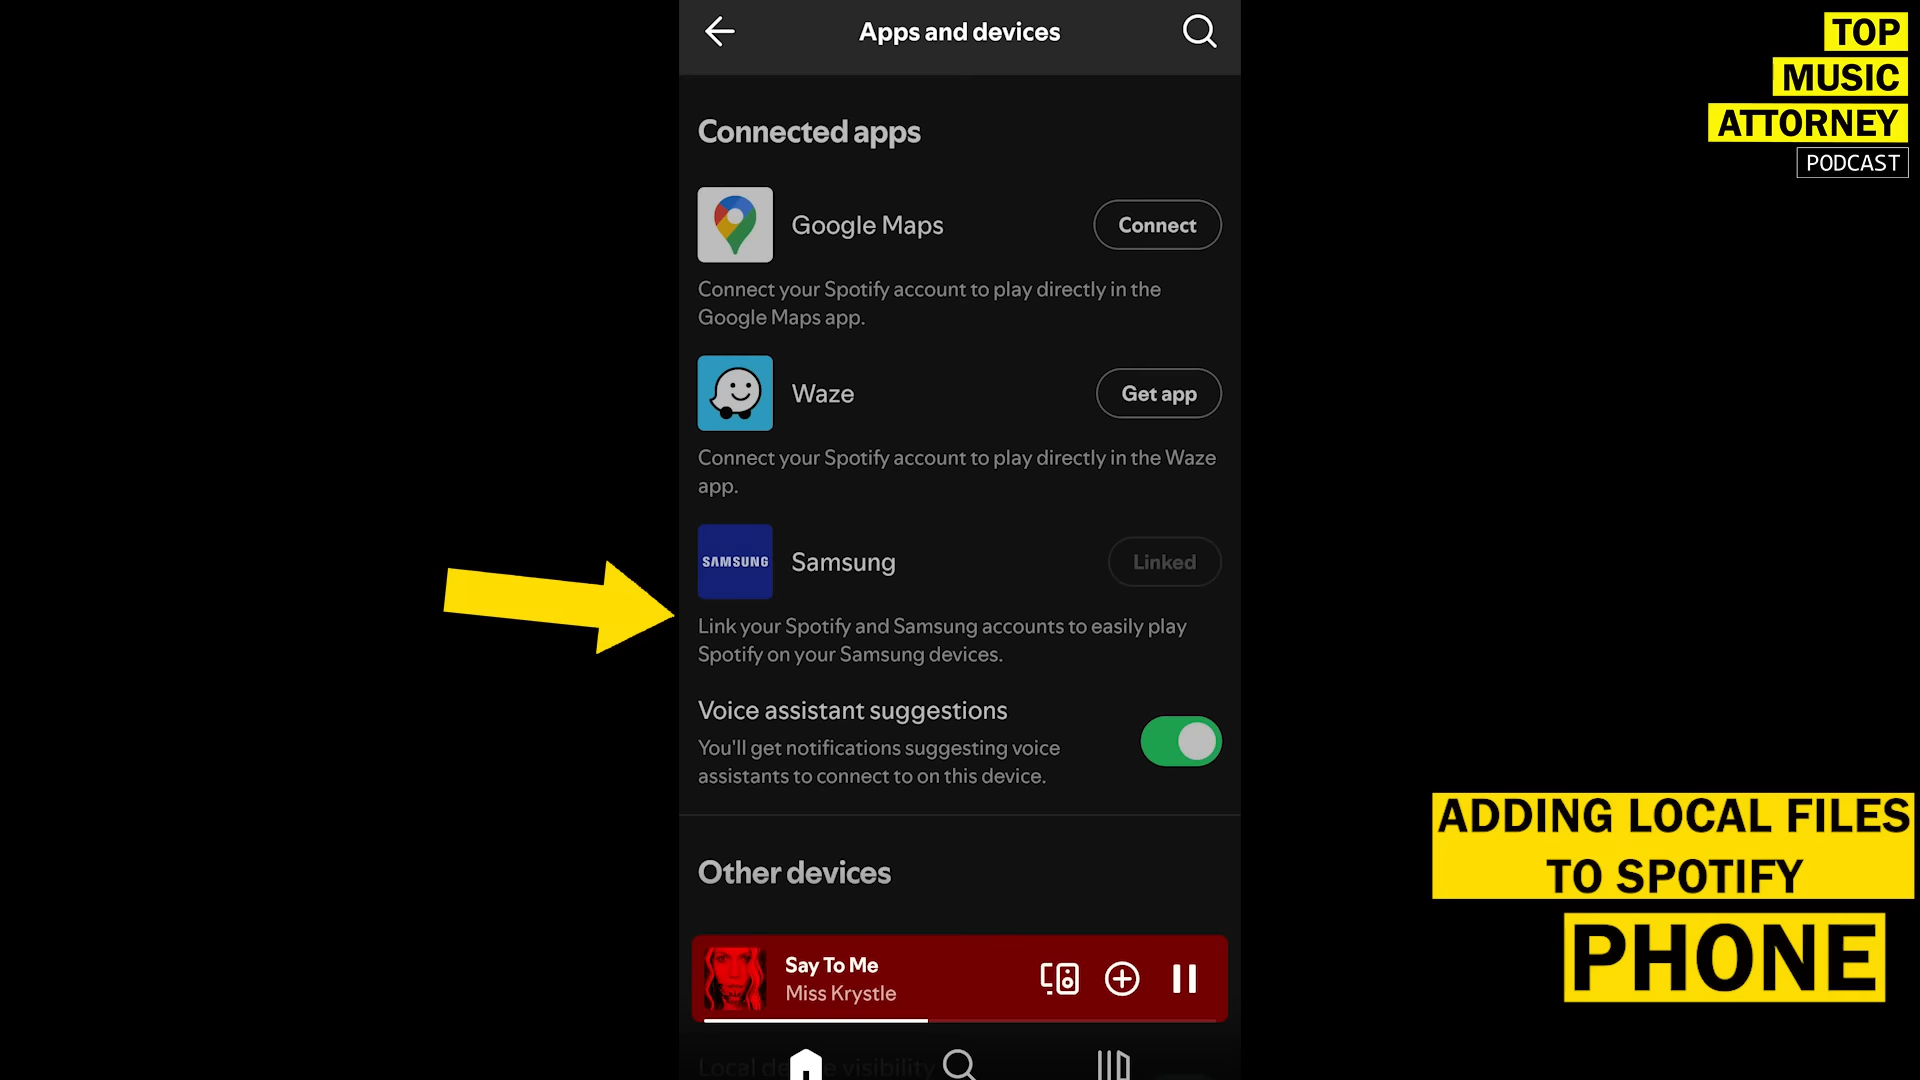 Apps and devices
TOP
MUSIC
ATTORNEY
PODCAST
Connected apps
Google Maps
Connect
Connect your Spotify account to play directly in the
Google Maps app.
Waze
Get app
Connect your Spotify account to play directly in the Waze
app.
SAMSUNG
Samsung
Linked
Link your Spotify and Samsung accounts to easily play
Spotify on your Samsung devices.
Voice assistant suggestions
You'll get notifications suggesting voice
assistants to connect to on this device.
Other devices
Say To Me
Miss Krystle
Local device visibility
ADDING LOCAL FILES
TO SPOTIFY
PHONE